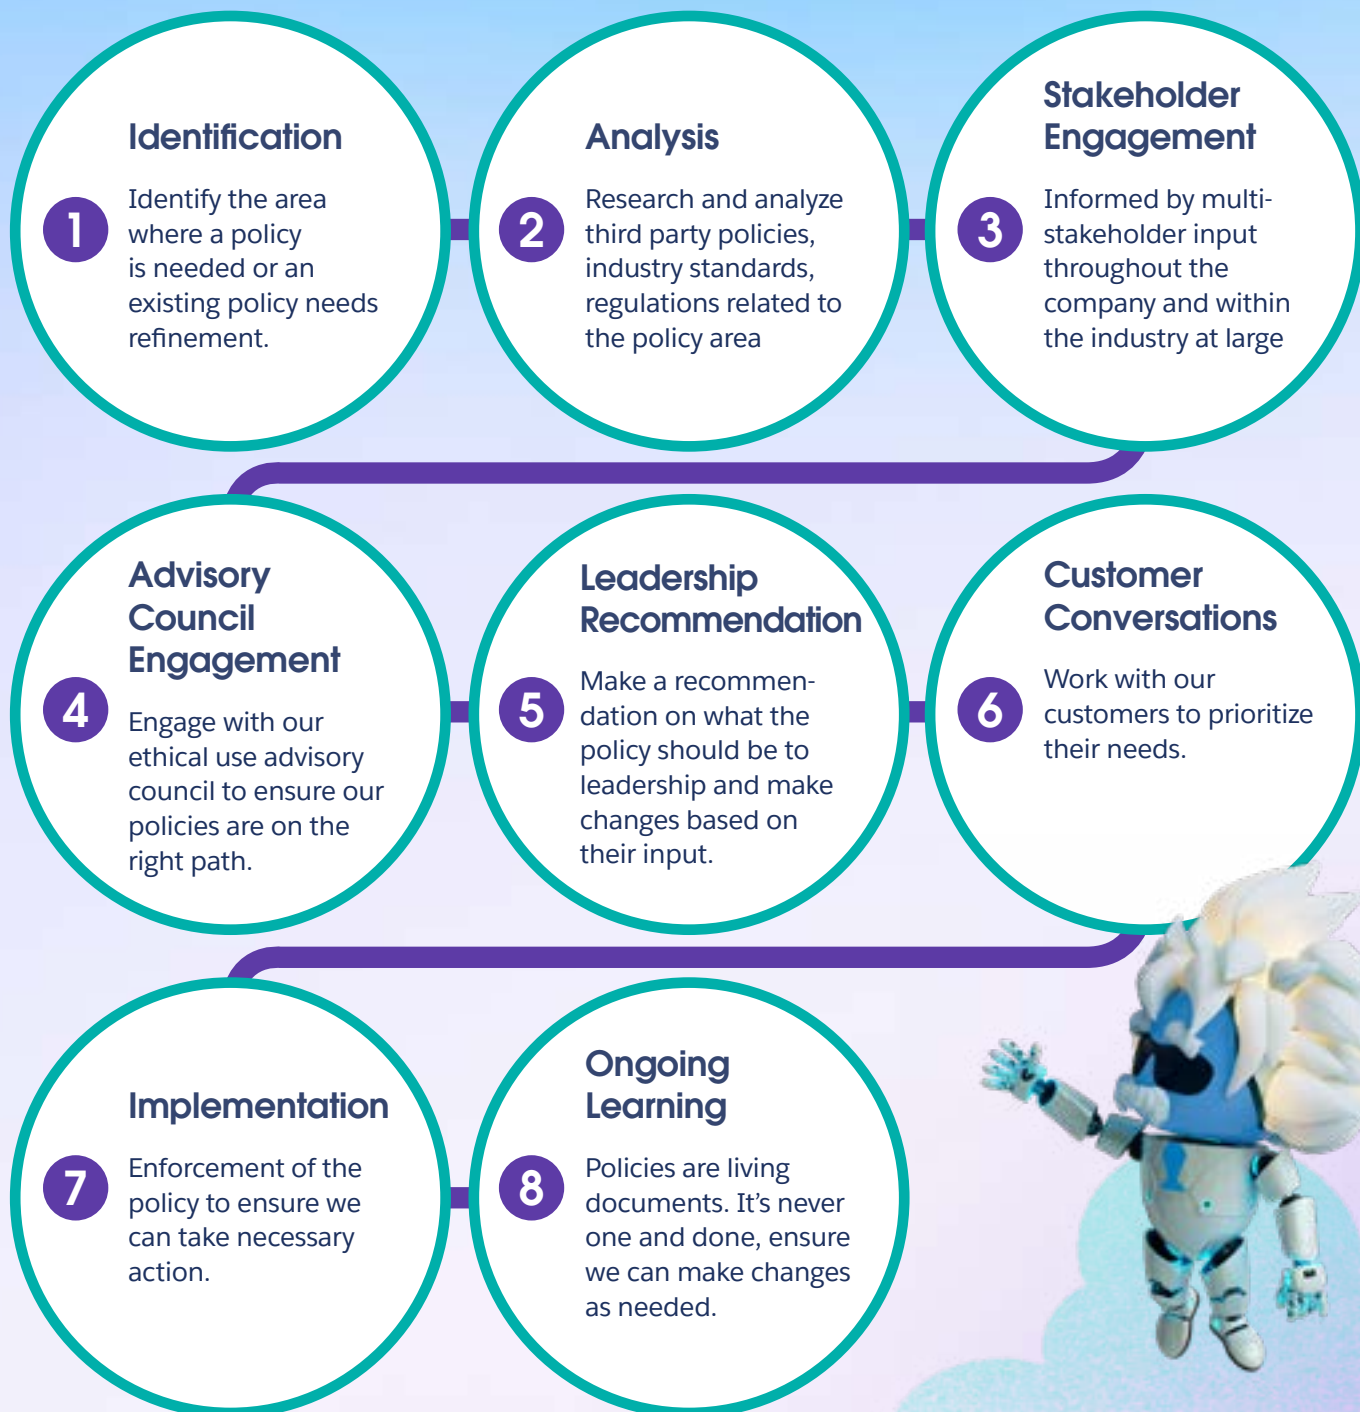 1
Identification
Identify the area
where a policy
is needed or an
existing policy needs
refinement.
2
Analysis
Research and analyze
third party policies,
industry standards,
regulations related to
the policy area
3
Stakeholder
Engagement
Informed by multi-
stakeholder input
throughout the
company and within
the industry at large
4
Advisory
Council
Engagement
Engage with our
ethical use advisory
council to ensure our
policies are on the
right path.
5
Leadership
Recommendation
Make a recommen-
dation on what the
policy should be to
leadership and make
changes based on
their input.
6
Customer
Conversations
Work with our
customers to prioritize
their needs.
7
Implementation
Enforcement of the
policy to ensure we
can take necessary
action.
8
Ongoing
Learning
Policies are living
documents. It’s never
one and done, ensure
we can make changes
as needed.